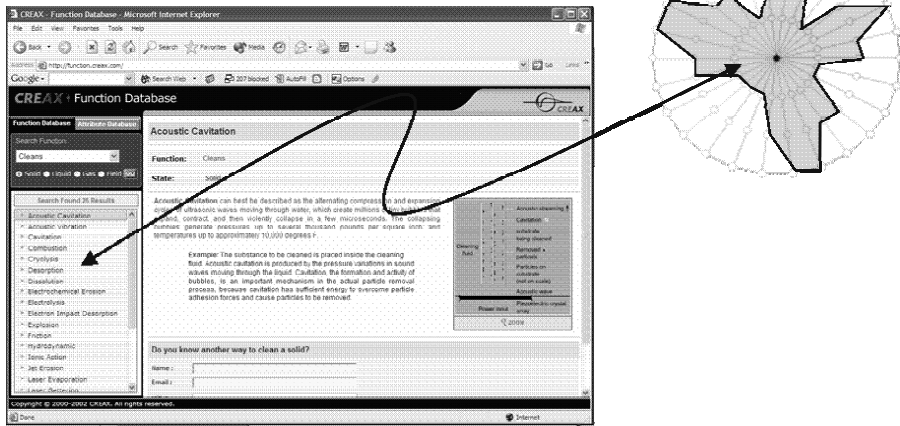 CREAX - Function Database - Microsoft Internet Explorer
File Edit View Favorites Tools Help
Back Search Favorites Media
Address http://function.creax.com/ Go Links
Google - Search Web 207 blocked AutoFill Options
CREAX Function Database
CREAX
Function Database Attribute Database
Search Function:
Cleans
Solid Liquid Gas Field
Search Found 35 Results
Acoustic Cavitation
Acoustic Vibration
Cavitation
Combustion
Cryolysis
Desorption
Dissolution
Electrochemical Erosion
Electrolysis
Electron Impact Desorption
Explosion
Friction
Hydrodynamic
Ionic Action
Jet Erosion
Laser Evaporation
Laser Gettering
Acoustic Cavitation
Function: Cleans
State: Solid
Acoustic Cavitation can best be described as the alternating compression and expansion
of ultrasonic waves moving through water, which create millions of tiny bubbles that
expand, contract, and then violently collapse in a few microseconds. The collapsing
bubbles generate pressures up to several thousand pounds per square inch, and
temperatures up to approximately 10,000 degrees F.
Example: The substance to be cleaned is placed inside the cleaning
fluid. Acoustic cavitation is produced by the pressure variations in sound
waves moving through the liquid. Cavitation, the formation and activity of
bubbles, is an important mechanism in the actual particle removal
process, because cavitation has sufficient energy to overcome particle
adhesion forces and cause particles to be removed.
Acoustic streaming
Cavitation
substrate
being cleaned
Cleaning
fluid
Removed
particles
Particles on
substrate
(not on scale)
Acoustic wave
Power input
Piezoelectric crystal
array
2009
Do you know another way to clean a solid?
Name :
Email :
Copyright © 2000-2002 CREAX. All rights reserved.
Done Internet